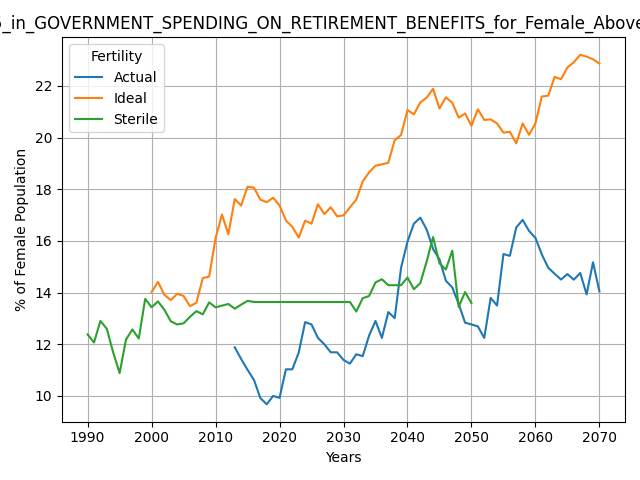 _in_GOVERNMENT_SPENDING_ON_RETIREMENT_BENEFITS_for_Female_Above
Fertility
Actual
Ideal
Sterile
% of Female Population
22
20
18
16
14
12
10
1990 2000 2010 2020 2030 2040 2050 2060 2070
Years